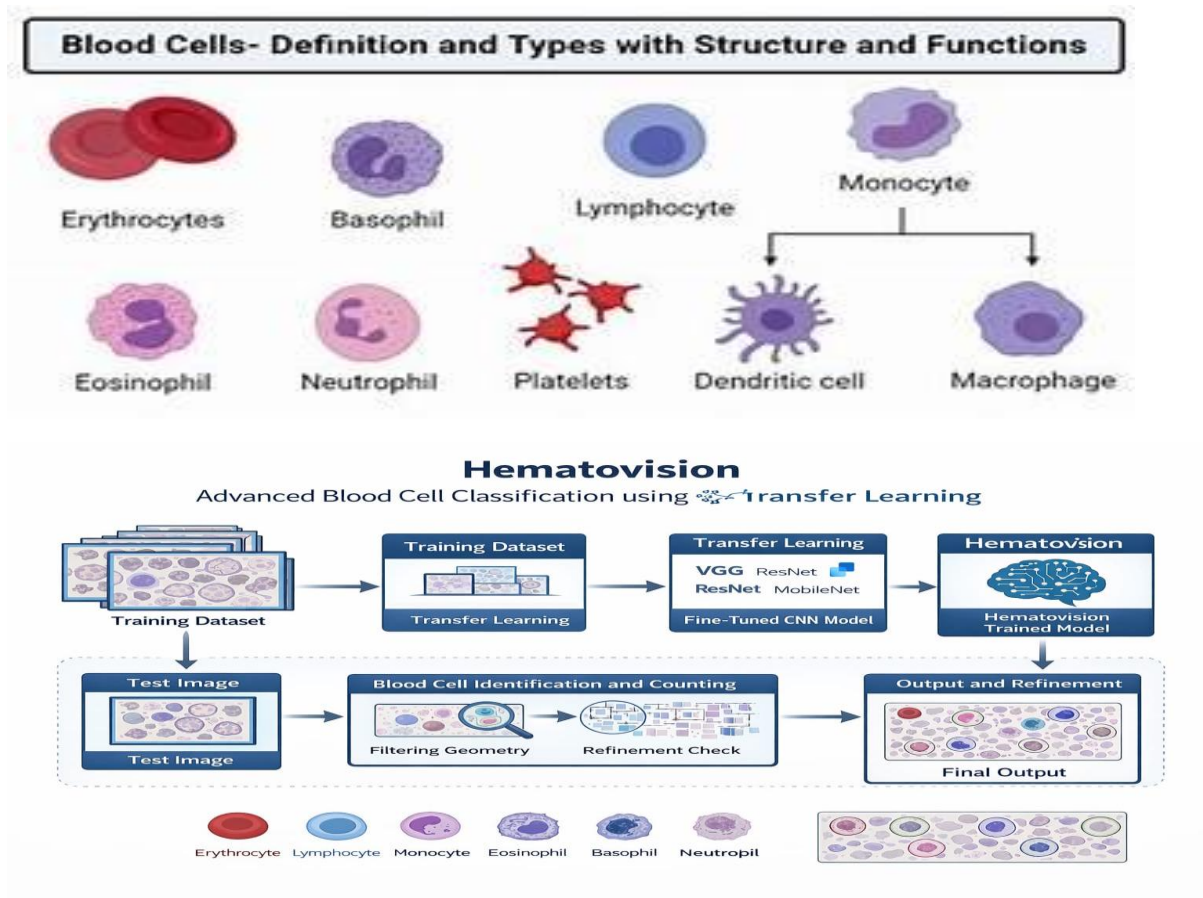 Blood Cells- Definition and Types with Structure and Functions
Erythrocytes
Basophil
Lymphocyte
Monocyte
Eosinophil
Neutrophil
Platelets
Dendritic cell
Macrophage
Hematovision
Advanced Blood Cell Classification using Transfer Learning
Training Dataset
Training Dataset
Transfer Learning
Transfer Learning
VGG ResNet
ResNet MobileNet
Fine-Tuned CNN Model
Hematovision
Hematovision
Trained Model
Test Image
Test Image
Blood Cell Identification and Counting
Filtering Geometry
Refinement Check
Output and Refinement
Final Output
Erythrocyte
Lymphocyte
Monocyte
Eosinophil
Basophil
Neutropil